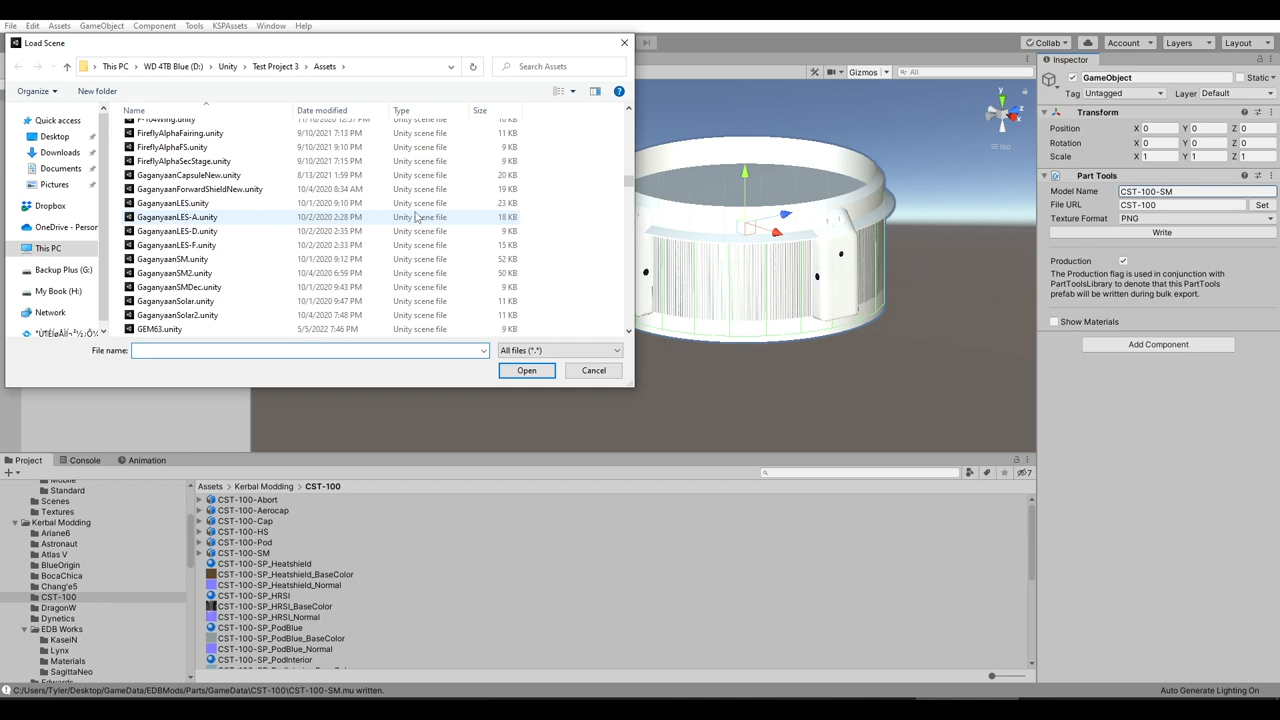 File Edit Assets GameObject Component Tools KSPAssets Window Help
Load Scene
This PC > WD 4TB Blue (D:) > Unity > Test Project 3 > Assets >
Search Assets
Organize New folder
Name Date modified Type Size
Quick access
Desktop
Downloads
Documents
Pictures
Dropbox
OneDrive - Person
This PC
Backup Plus (G:)
My Book (H:)
Network
F-104Wing.unity 11/10/2020 12:57 PM Unity scene file 10 KB
FireflyAlphaFairing.unity 9/10/2021 7:13 PM Unity scene file 11 KB
FireflyAlphaFS.unity 9/10/2021 9:10 PM Unity scene file 9 KB
FireflyAlphaSecStage.unity 9/10/2021 7:15 PM Unity scene file 9 KB
GaganyaanCapsuleNew.unity 8/13/2021 1:59 PM Unity scene file 20 KB
GaganyaanForwardShieldNew.unity 10/4/2020 8:34 AM Unity scene file 19 KB
GaganyaanLES.unity 10/1/2020 9:10 PM Unity scene file 23 KB
GaganyaanLES-A.unity 10/2/2020 2:28 PM Unity scene file 18 KB
GaganyaanLES-D.unity 10/2/2020 2:35 PM Unity scene file 9 KB
GaganyaanLES-F.unity 10/2/2020 2:33 PM Unity scene file 15 KB
GaganyaanSM.unity 10/1/2020 9:12 PM Unity scene file 52 KB
GaganyaanSM2.unity 10/4/2020 6:59 PM Unity scene file 50 KB
GaganyaanSMDec.unity 10/1/2020 9:43 PM Unity scene file 9 KB
GaganyaanSolar.unity 10/1/2020 9:47 PM Unity scene file 11 KB
GaganyaanSolar2.unity 10/4/2020 7:48 PM Unity scene file 11 KB
GEM63.unity 5/5/2022 7:46 PM Unity scene file 9 KB
File name: All files (*.*)
Open Cancel
Collab Account Layers Layout
Gizmos All
y
x
z
Iso
Inspector
GameObject Static
Tag Untagged Layer Default
Transform
Position X 0 Y 0 Z 0
Rotation X 0 Y 0 Z 0
Scale X 1 Y 1 Z 1
Part Tools
Model Name CST-100-SM
File URL CST-100 Set
Texture Format PNG
Write
Production
The Production flag is used in conjunction with
PartToolsLibrary to denote that this PartTools
prefab will be written during bulk export.
Show Materials
Add Component
Project Console Animation
7
Mobile
Standard
Scenes
Textures
Kerbal Modding
Ariane6
Astronaut
Atlas V
BlueOrigin
BocaChica
Chang'e5
CST-100
DragonW
Dynetics
EDB Works
KaseiN
Lynx
Materials
SagittaNeo
Edwards
Assets > Kerbal Modding > CST-100
CST-100-Abort
CST-100-Aerocap
CST-100-Cap
CST-100-HS
CST-100-Pod
CST-100-SM
CST-100-SP_Heatshield
CST-100-SP_Heatshield_BaseColor
CST-100-SP_Heatshield_Normal
CST-100-SP_HRSI
CST-100-SP_HRSI_BaseColor
CST-100-SP_HRSI_Normal
CST-100-SP_PodBlue
CST-100-SP_PodBlue_BaseColor
CST-100-SP_PodBlue_Normal
CST-100-SP_PodInterior
C:/Users/Tyler/Desktop/GameData/EDBMods/Parts/GameData\CST-100\CST-100-SM.mu written.
Auto Generate Lighting On